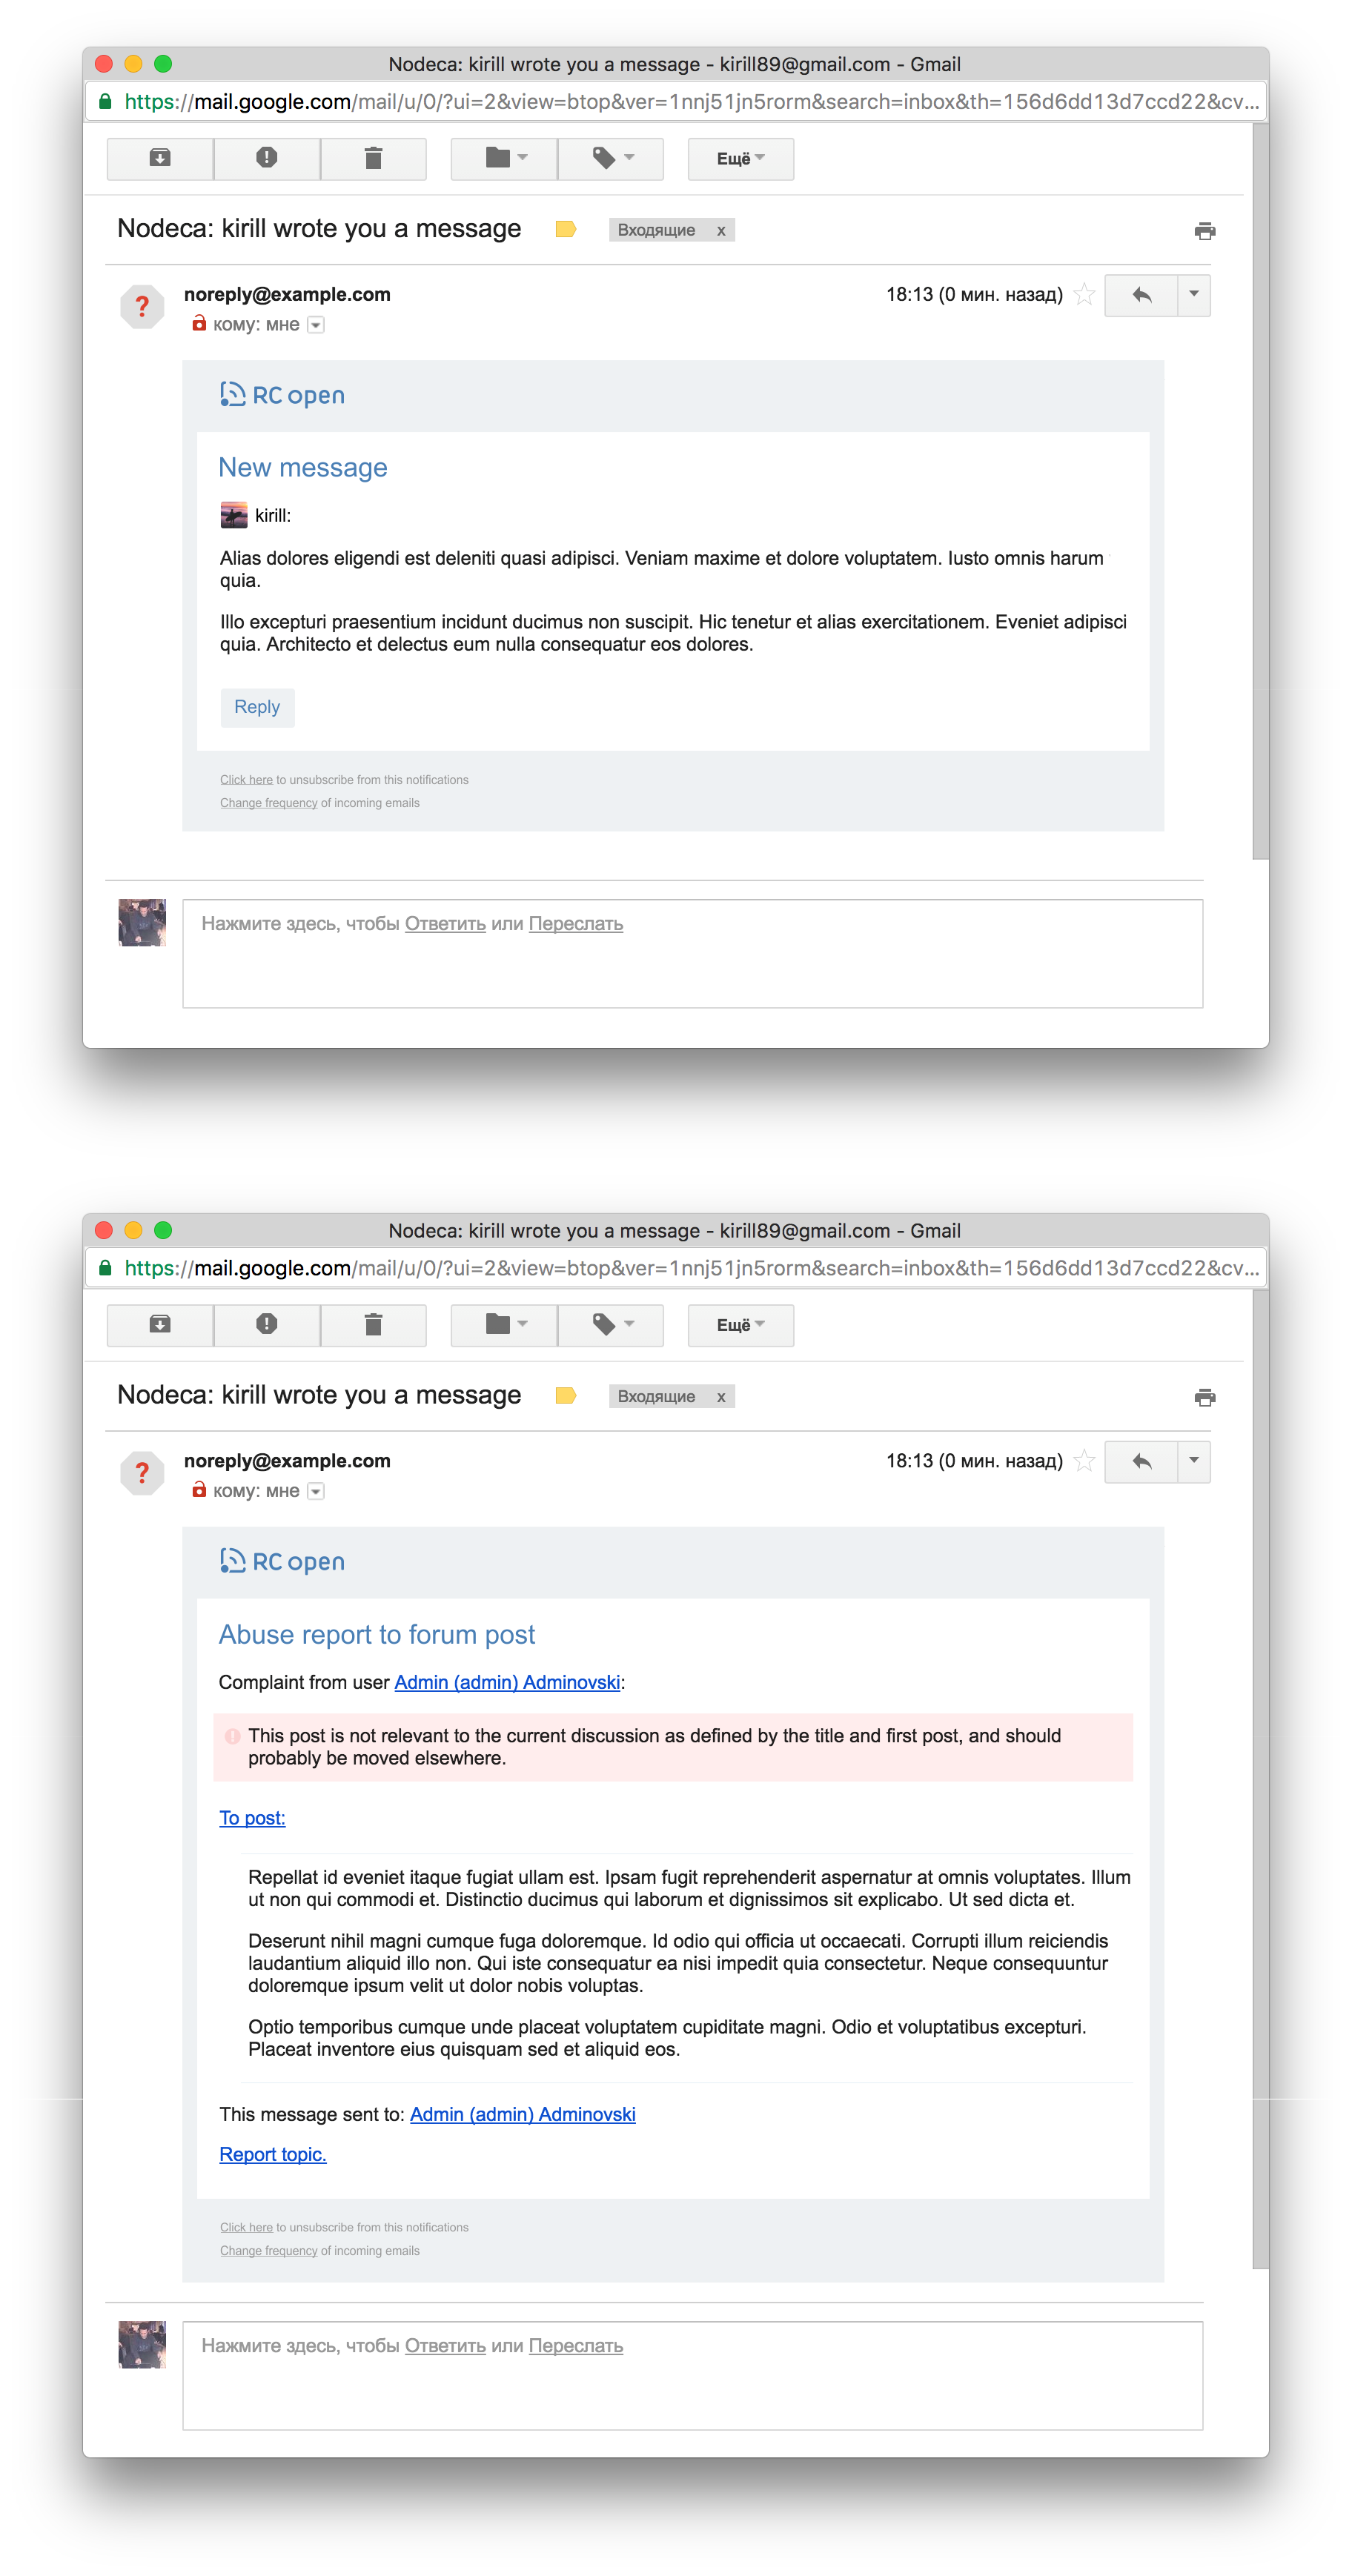 Nodeca: kirill wrote you a message - kirill89@gmail.com - Gmail
https://mail.google.com/mail/u/0/?ui=2&view=btop&ver=1nnj51jn5rorm&search=inbox&th=156d6dd13d7ccd22&cv...
Ещё
Nodeca: kirill wrote you a message
Входящие x
noreply@example.com
18:13 (0 мин. назад)
кому: мне
RC open
New message
kirill:
Alias dolores eligendi est deleniti quasi adipisci. Veniam maxime et dolore voluptatem. Iusto omnis harum
quia.
Illo excepturi praesentium incidunt ducimus non suscipit. Hic tenetur et alias exercitationem. Eveniet adipisci
quia. Architecto et delectus eum nulla consequatur eos dolores.
Reply
Click here to unsubscribe from this notifications
Change frequency of incoming emails
Нажмите здесь, чтобы Ответить или Переслать
Nodeca: kirill wrote you a message - kirill89@gmail.com - Gmail
https://mail.google.com/mail/u/0/?ui=2&view=btop&ver=1nnj51jn5rorm&search=inbox&th=156d6dd13d7ccd22&cv...
Ещё
Nodeca: kirill wrote you a message
Входящие x
noreply@example.com
18:13 (0 мин. назад)
кому: мне
RC open
Abuse report to forum post
Complaint from user Admin (admin) Adminovski:
This post is not relevant to the current discussion as defined by the title and first post, and should
probably be moved elsewhere.
To post:
Repellat id eveniet itaque fugiat ullam est. Ipsam fugit reprehenderit aspernatur at omnis voluptates. Illum
ut non qui commodi et. Distinctio ducimus qui laborum et dignissimos sit explicabo. Ut sed dicta et.
Deserunt nihil magni cumque fuga doloremque. Id odio qui officia ut occaecati. Corrupti illum reiciendis
laudantium aliquid illo non. Qui iste consequatur ea nisi impedit quia consectetur. Neque consequuntur
doloremque ipsum velit ut dolor nobis voluptas.
Optio temporibus cumque unde placeat voluptatem cupiditate magni. Odio et voluptatibus excepturi.
Placeat inventore eius quisquam sed et aliquid eos.
This message sent to: Admin (admin) Adminovski
Report topic.
Click here to unsubscribe from this notifications
Change frequency of incoming emails
Нажмите здесь, чтобы Ответить или Переслать